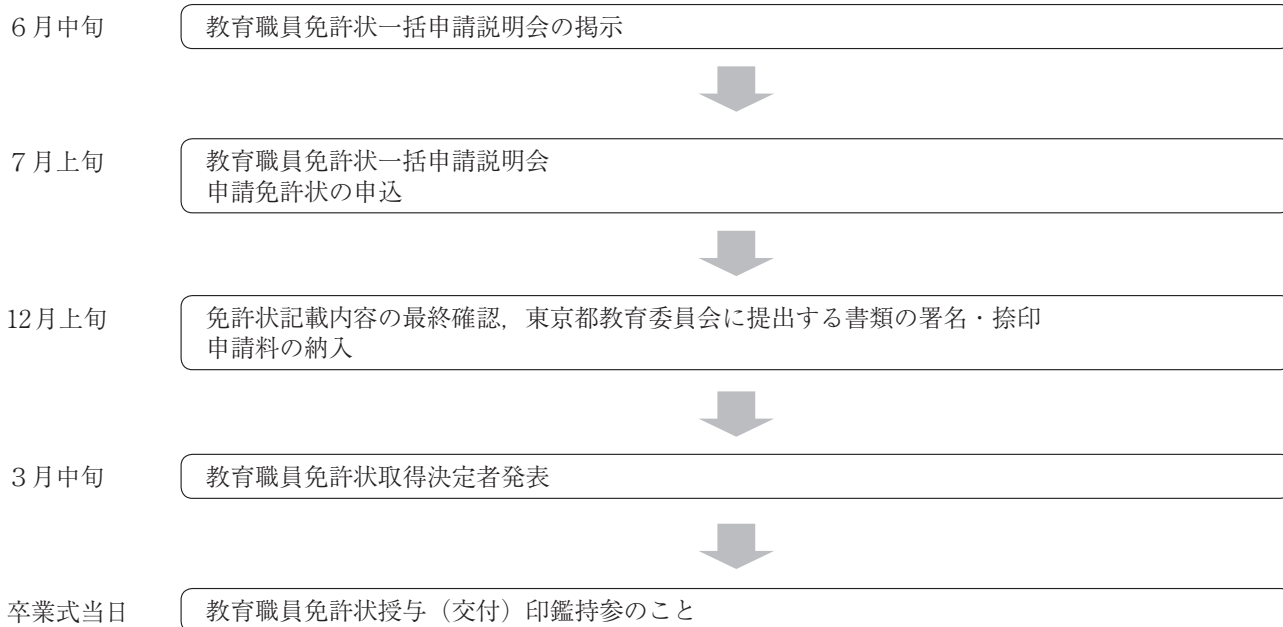 6月中旬 教育職員免許状一括申請説明会の掲示
7月上旬 教育職員免許状一括申請説明会
申請免許状の申込
12月上旬 免許状記載内容の最終確認，東京都教育委員会に提出する書類の署名・捺印
申請料の納入
3月中旬 教育職員免許状取得決定者発表
卒業式当日 教育職員免許状授与（交付）印鑑持参のこと